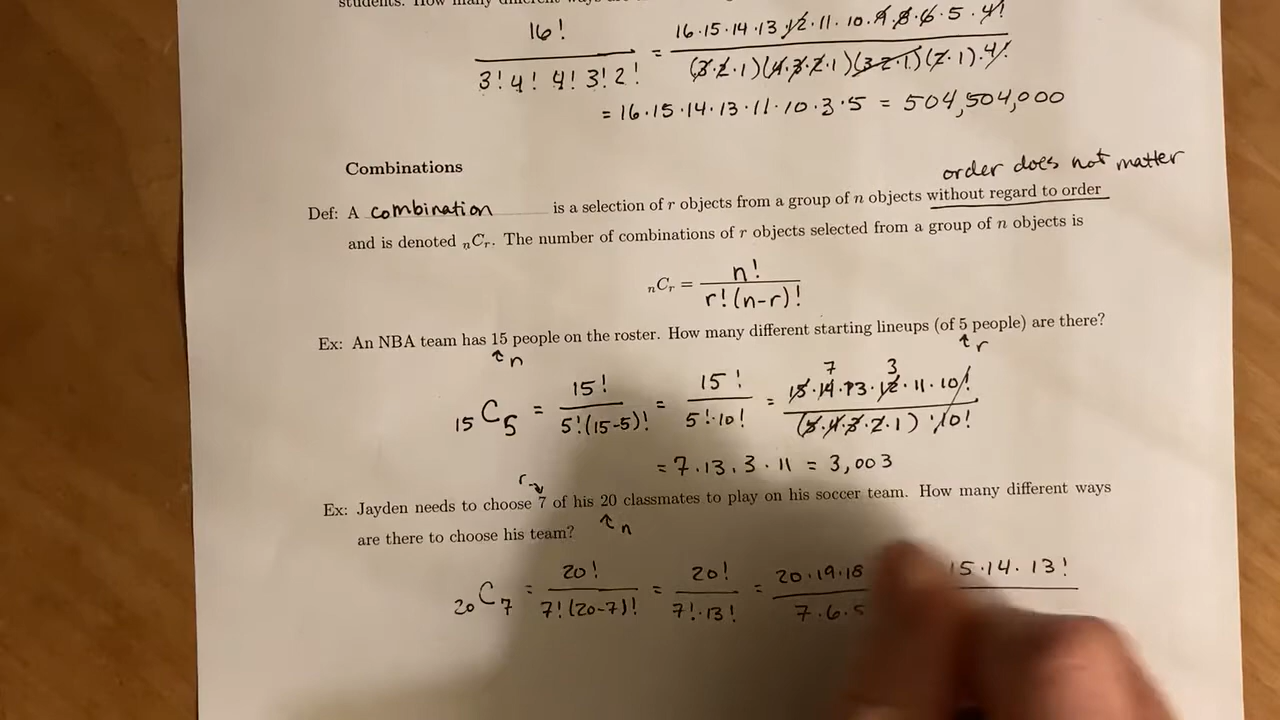 students. How many different ways are
16! / 3! 4! 4! 3! 2! = 16·15·14·13·12·11·10·9·8·6·5·4! / (3·2·1)(4·3·2·1)(3·2·1)(2·1)·4!
= 16·15·14·13·11·10·3·5 = 504,504,000
Combinations
order does not matter
Def: A combination is a selection of r objects from a group of n objects without regard to order
and is denoted nCr. The number of combinations of r objects selected from a group of n objects is
nCr = n! / r!(n-r)!
Ex: An NBA team has 15 people on the roster. How many different starting lineups (of 5 people) are there?
↑ n ↑ r
7 3
15C5 = 15! / 5!(15-5)! = 15! / 5!·10! = 15·14·13·12·11·10! / (5·4·3·2·1)·10!
= 7·13·3·11 = 3,003
r
Ex: Jayden needs to choose 7 of his 20 classmates to play on his soccer team. How many different ways
↑ n
are there to choose his team?
20C7 = 20! / 7!(20-7)! = 20! / 7!·13! = 20·19·18 15·14·13! / 7·6·5